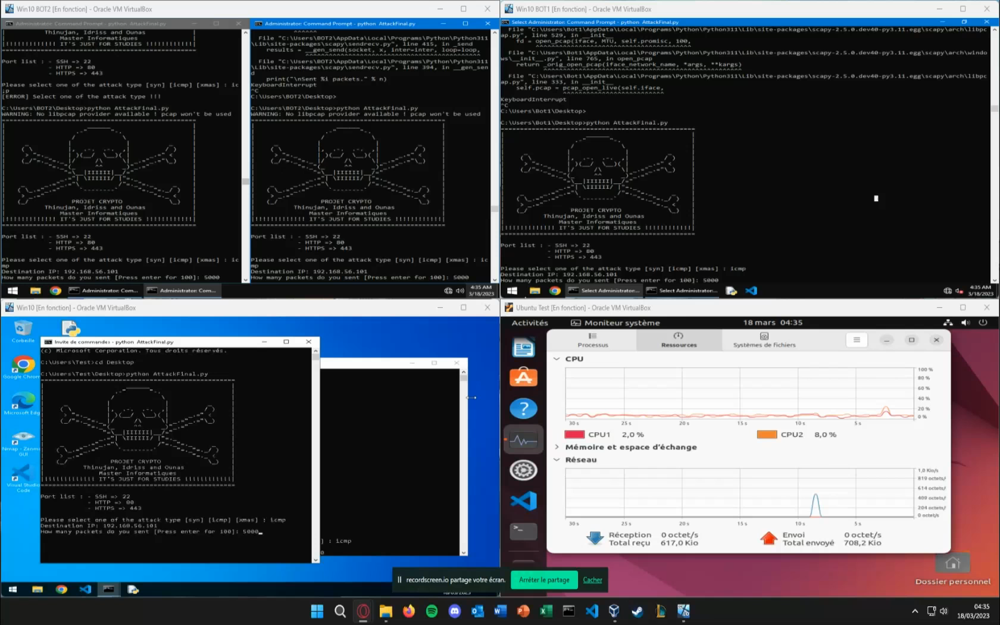 Win10 BOT2 [En fonction] - Oracle VM VirtualBox
Administrator: Command Prompt - python AttackFinal.py
Thinujan, Idriss and Ounas
Master Informatiques
|!!!!!!!!!!!!! IT'S JUST FOR STUDIES !!!!!!!!!!!!|
Port list : - SSH => 22
- HTTP => 80
- HTTPS => 443
Please select one of the attack type [syn] [icmp] [xmas] : ic
;p
[ERROR] Select one of the attack type !!!
C:\Users\BOT2\Desktop>python AttackFinal.py
WARNING: No libpcap provider available ! pcap won't be used
PROJET CRYPTO
Thinujan, Idriss and Ounas
Master Informatiques
|!!!!!!!!!!!!! IT'S JUST FOR STUDIES !!!!!!!!!!!!|
Port list : - SSH => 22
- HTTP => 80
- HTTPS => 443
Please select one of the attack type [syn] [icmp] [xmas] : ic
mp
Destination IP: 192.168.56.101
How many packets do you sent [Press enter for 100]: 5000
Administrator: Command Prompt - python AttackFinal.py
^^^^^^
File "C:\Users\BOT2\AppData\Local\Programs\Python\Python311
\Lib\site-packages\scapy\sendrecv.py", line 415, in _send
results = __gen_send(socket, x, inter=inter, loop=loop,
File "C:\Users\BOT2\AppData\Local\Programs\Python\Python311
\Lib\site-packages\scapy\sendrecv.py", line 394, in __gen_sen
d
print("\nSent %i packets." % n)
KeyboardInterrupt
^C
C:\Users\BOT2\Desktop>
C:\Users\BOT2\Desktop>python AttackFinal.py
WARNING: No libpcap provider available ! pcap won't be used
PROJET CRYPTO
Thinujan, Idriss and Ounas
Master Informatiques
|!!!!!!!!!!!!! IT'S JUST FOR STUDIES !!!!!!!!!!!!|
Port list : - SSH => 22
- HTTP => 80
- HTTPS => 443
Please select one of the attack type [syn] [icmp] [xmas] : ic
mp
Destination IP: 192.168.56.101
How many packets do you sent [Press enter for 100]: 5000
Administrator: Com...
Administrator: Com...
4:35 AM
3/18/2023
Win10 BOT1 [En fonction] - Oracle VM VirtualBox
Select Administrator: Command Prompt - python AttackFinal.py
File "C:\Users\Bot1\AppData\Local\Programs\Python\Python311\Lib\site-packages\scapy-2.5.0.dev40-py3.11.egg\scapy\arch\libpc
ap.py", line 529, in __init__
fd = open_pcap(iface, MTU, self.promisc, 100,
File "C:\Users\Bot1\AppData\Local\Programs\Python\Python311\Lib\site-packages\scapy-2.5.0.dev40-py3.11.egg\scapy\arch\windo
ws\__init__.py", line 765, in open_pcap
return _orig_open_pcap(iface_network_name, *args, **kargs)
File "C:\Users\Bot1\AppData\Local\Programs\Python\Python311\Lib\site-packages\scapy-2.5.0.dev40-py3.11.egg\scapy\arch\libpc
ap.py", line 333, in __init__
self.pcap = pcap_open_live(self.iface,
KeyboardInterrupt
^C
C:\Users\Bot1\Desktop>
C:\Users\Bot1\Desktop>python AttackFinal.py
PROJET CRYPTO
Thinujan, Idriss and Ounas
Master Informatiques
|!!!!!!!!!!!!! IT'S JUST FOR STUDIES !!!!!!!!!!!!|
Port list : - SSH => 22
- HTTP => 80
- HTTPS => 443
Please select one of the attack type [syn] [icmp] [xmas] : icmp
Destination IP: 192.168.56.101
How many packets do you sent [Press enter for 100]: 5000
Select Administrator...
Select Administrator...
4:35 AM
3/18/2023
Win10 [En fonction] - Oracle VM VirtualBox
Corbeille
Google Chrom
Microsoft Edg
Nmap - Zenm
GUI
Visual Studio
Code
Invite de commandes - python AttackFinal.py
(c) Microsoft Corporation. Tous droits réservés.
C:\Users\Test>cd Desktop
C:\Users\Test\Desktop>python AttackFinal.py
PROJET CRYPTO
Thinujan, Idriss and Ounas
Master Informatiques
|!!!!!!!!!!!!! IT'S JUST FOR STUDIES !!!!!!!!!!!!|
Port list : - SSH => 22
- HTTP => 80
- HTTPS => 443
Please select one of the attack type [syn] [icmp] [xmas] : icmp
Destination IP: 192.168.56.101
How many packets do you sent [Press enter for 100]: 5000_
] : icmp
0
18/03/2023
Ubuntu Test [En fonction] - Oracle VM VirtualBox
Activités
Moniteur système
18 mars 04:35
Processus
Ressources
Systèmes de fichiers
CPU
100 %
80 %
60 %
40 %
20 %
0 %
30 s 25 s 20 s 15 s 10 s 5 s
CPU1 2,0 %
CPU2 8,0 %
Mémoire et espace d'échange
Réseau
1,0 Kio/s
819 octets/
614 octets/
409 octets/
204 octets/
0 octet/s
30 s 25 s 20 s 15 s 10 s 5 s
Réception 0 octet/s
Total reçu 617,0 Kio
Envoi 0 octet/s
Total envoyé 708,2 Kio
Dossier personnel
recordscreen.io partage votre écran.
Arrêter le partage
Cacher
04:35
18/03/2023